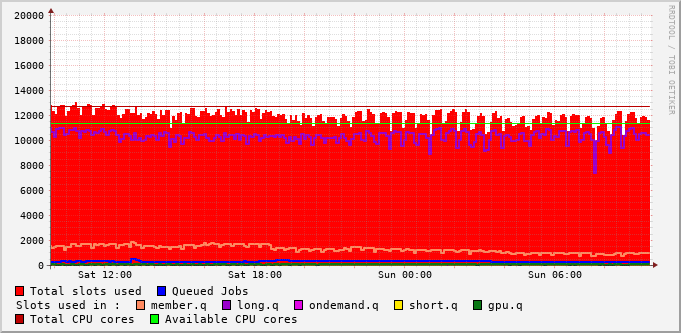 RRDTOOL / TOBI OETIKER
20000
18000
16000
14000
12000
10000
8000
6000
4000
2000
0
Sat 12:00 Sat 18:00 Sun 00:00 Sun 06:00
Total slots used Queued Jobs
Slots used in : member.q long.q ondemand.q short.q gpu.q
Total CPU cores Available CPU cores